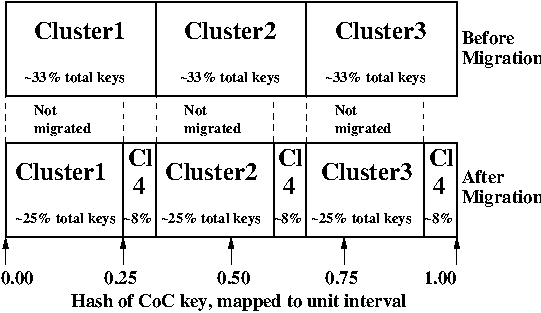 Cluster1 Cluster2 Cluster3
Before
Migration
~33% total keys ~33% total keys ~33% total keys
Not Not Not
migrated migrated migrated
Cluster1 Cl Cluster2 Cl Cluster3 Cl
4 4 4
After
Migration
~25% total keys ~8% ~25% total keys ~8% ~25% total keys ~8%
0.00 0.25 0.50 0.75 1.00
Hash of CoC key, mapped to unit interval